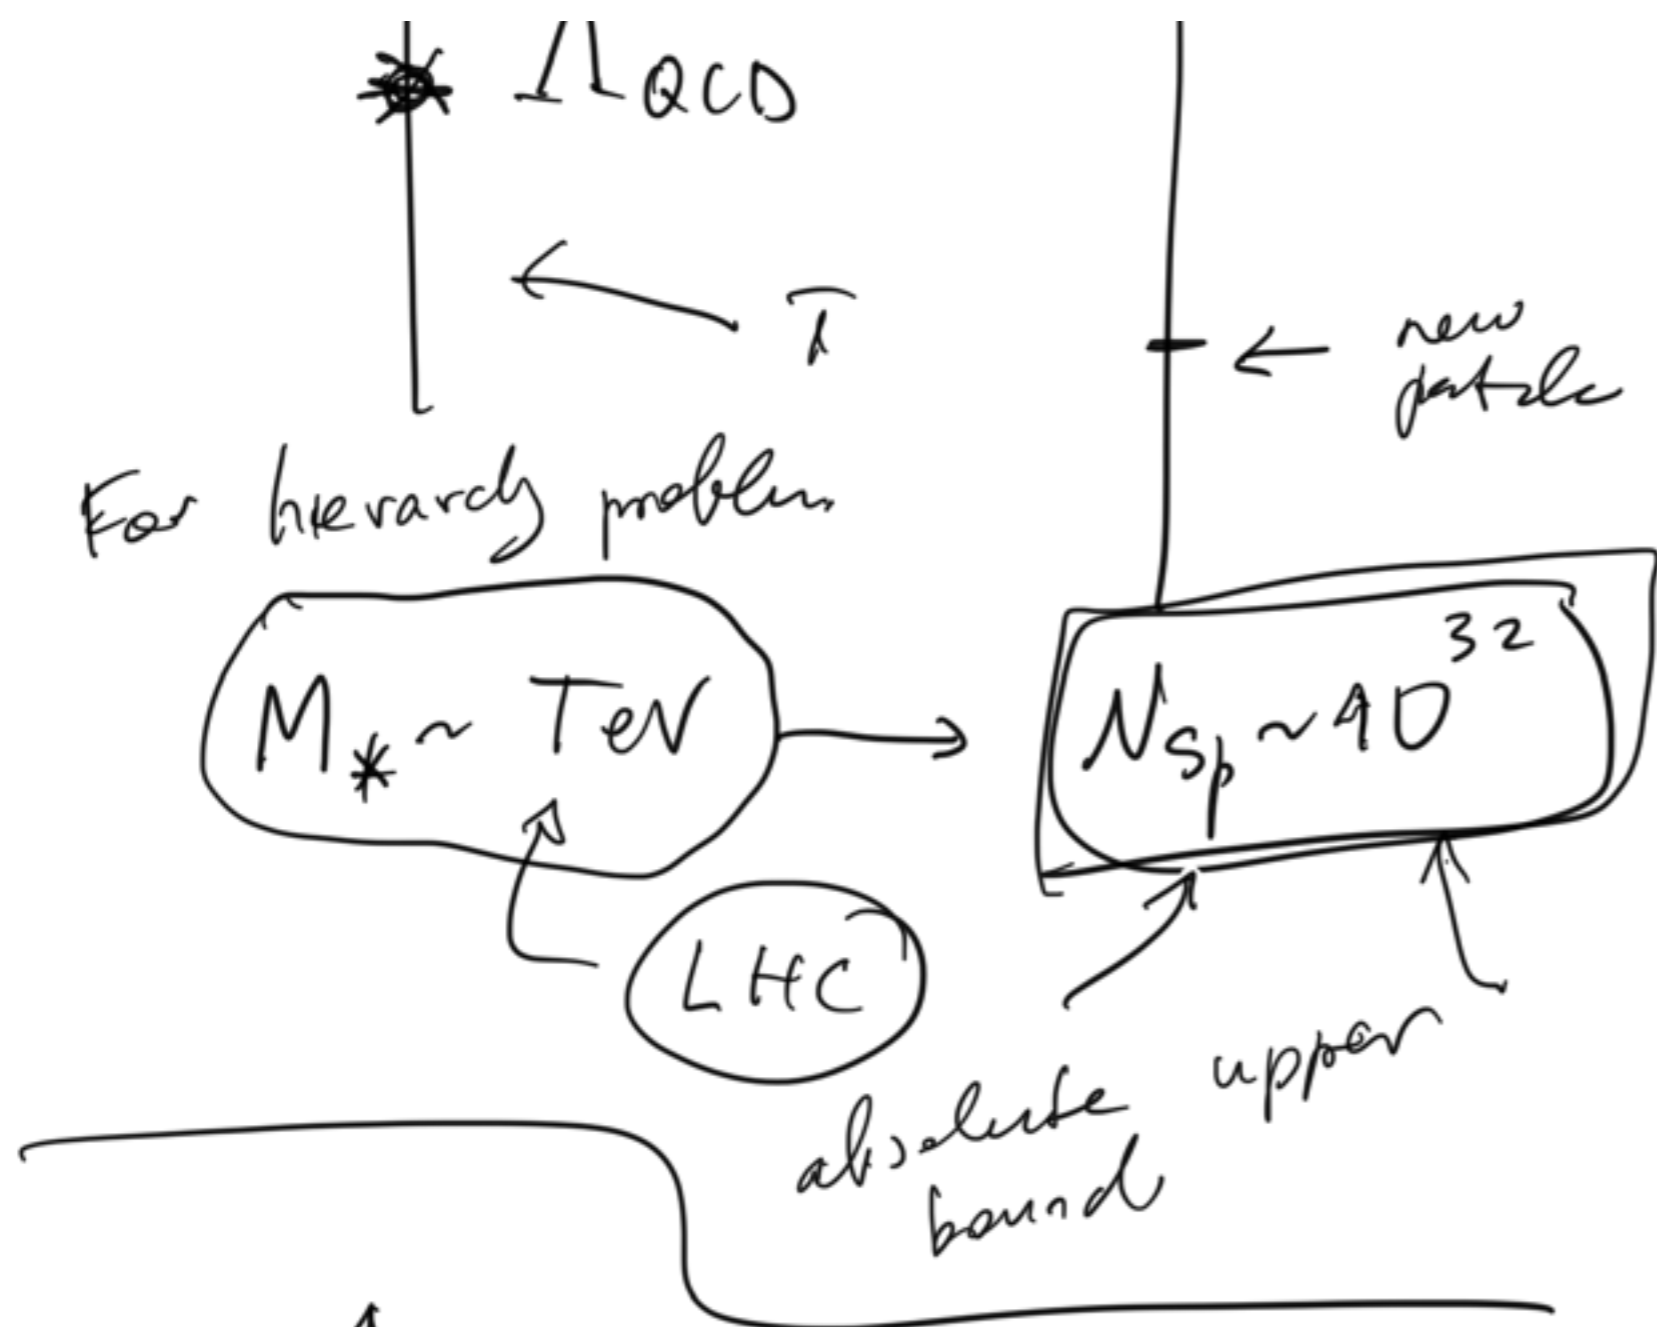 Λ_QCD
T
new
particle
For hierarchy problem
M_* ~ TeV
N_sp ~ 10^32
LHC
absolute upper
bound